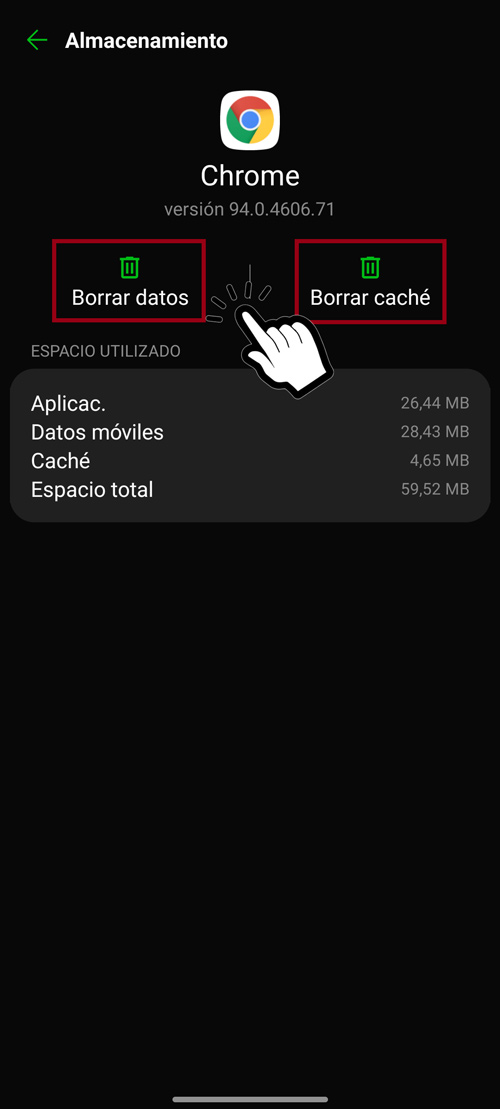 Almacenamiento
Chrome
versión 94.0.4606.71
Borrar datos Borrar caché
ESPACIO UTILIZADO
Aplicac. 26,44 MB
Datos móviles 28,43 MB
Caché 4,65 MB
Espacio total 59,52 MB